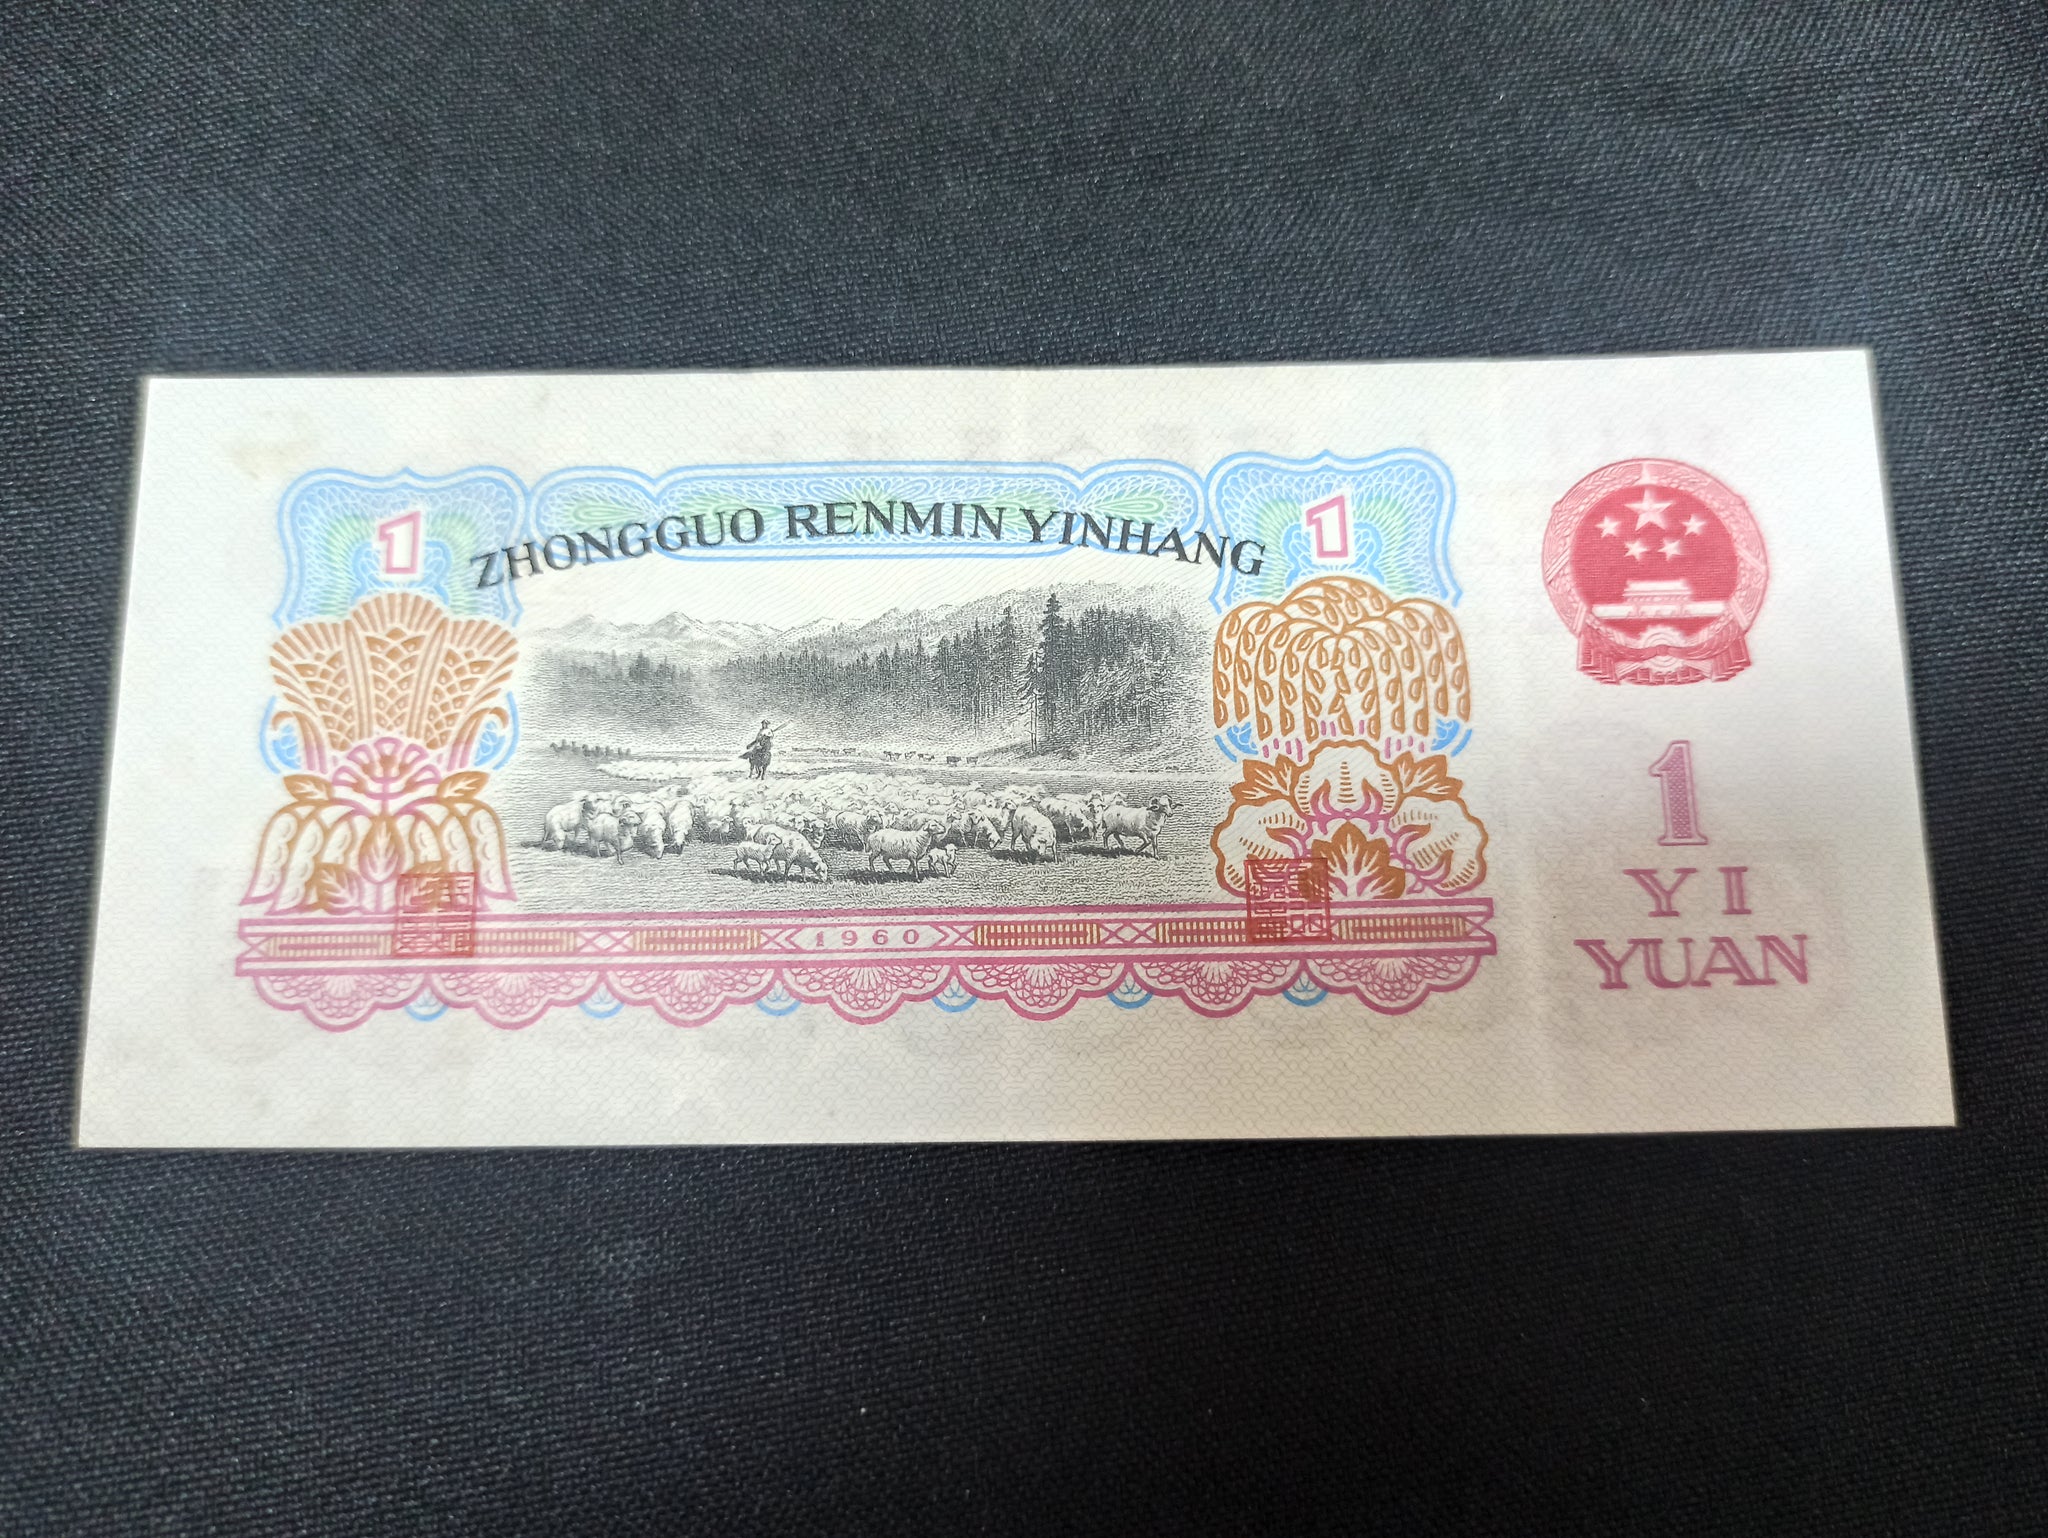 ZHONGGUO RENMIN YINHANG
1
1
1960
1
YI
YUAN